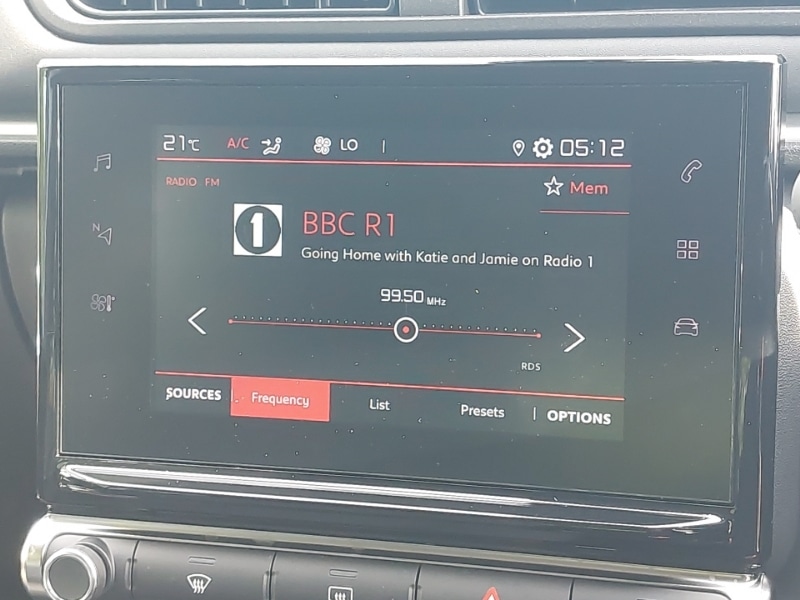 21°C A/C LO | 05:12
RADIO FM
Mem
1 BBC R1
Going Home with Katie and Jamie on Radio 1
99.50 MHz
RDS
SOURCES Frequency List Presets | OPTIONS
N